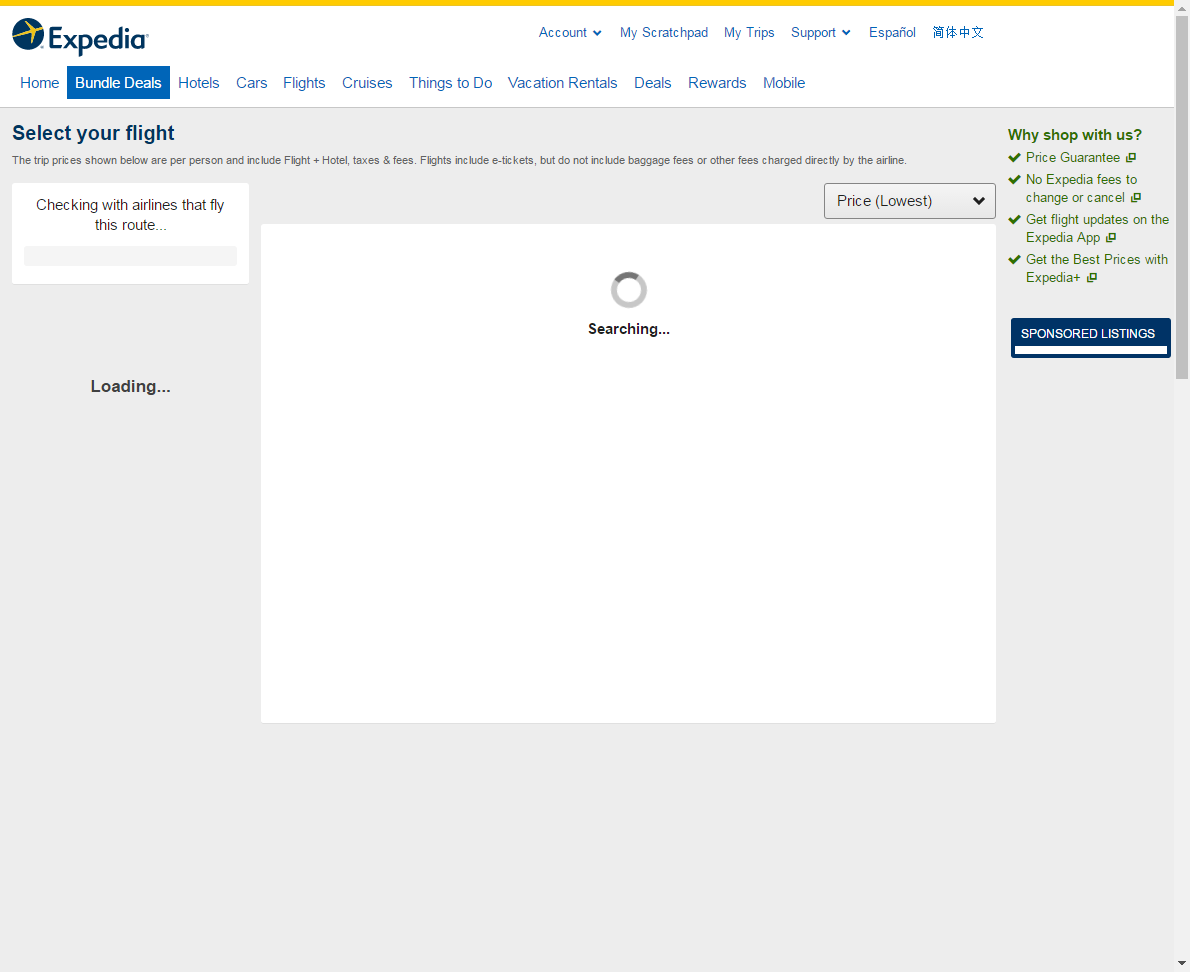 Expedia
Account
My Scratchpad
My Trips
Support
Español
简体中文
Home
Bundle Deals
Hotels
Cars
Flights
Cruises
Things to Do
Vacation Rentals
Deals
Rewards
Mobile
Select your flight
The trip prices shown below are per person and include Flight + Hotel, taxes & fees. Flights include e-tickets, but do not include baggage fees or other fees charged directly by the airline.
Checking with airlines that fly
this route...
Loading...
Price (Lowest)
Searching...
Why shop with us?
Price Guarantee
No Expedia fees to
change or cancel
Get flight updates on the
Expedia App
Get the Best Prices with
Expedia+
SPONSORED LISTINGS